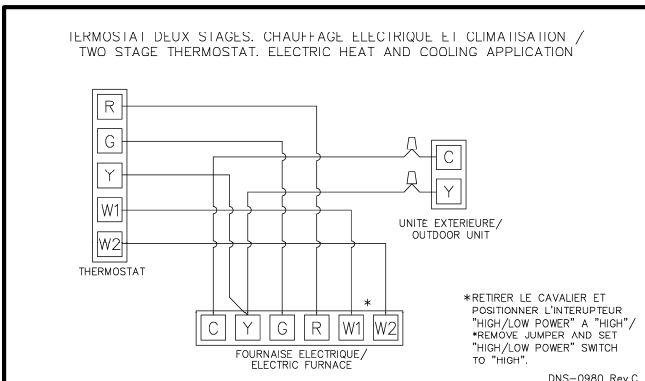 TERMOSTAT DEUX STAGES. CHAUFFAGE ELECTRIQUE ET CLIMATISATION /
TWO STAGE THERMOSTAT. ELECTRIC HEAT AND COOLING APPLICATION
R
G
Y
W1
W2
THERMOSTAT
C
Y
UNITE EXTERIEURE/
OUTDOOR UNIT
*
C Y G R W1 W2
FOURNAISE ELECTRIQUE/
ELECTRIC FURNACE
*RETIRER LE CAVALIER ET
POSITIONNER L'INTERUPTEUR
"HIGH/LOW POWER" A "HIGH"/
*REMOVE JUMPER AND SET
"HIGH/LOW POWER" SWITCH
TO "HIGH".
DNS-0980 Rev.C